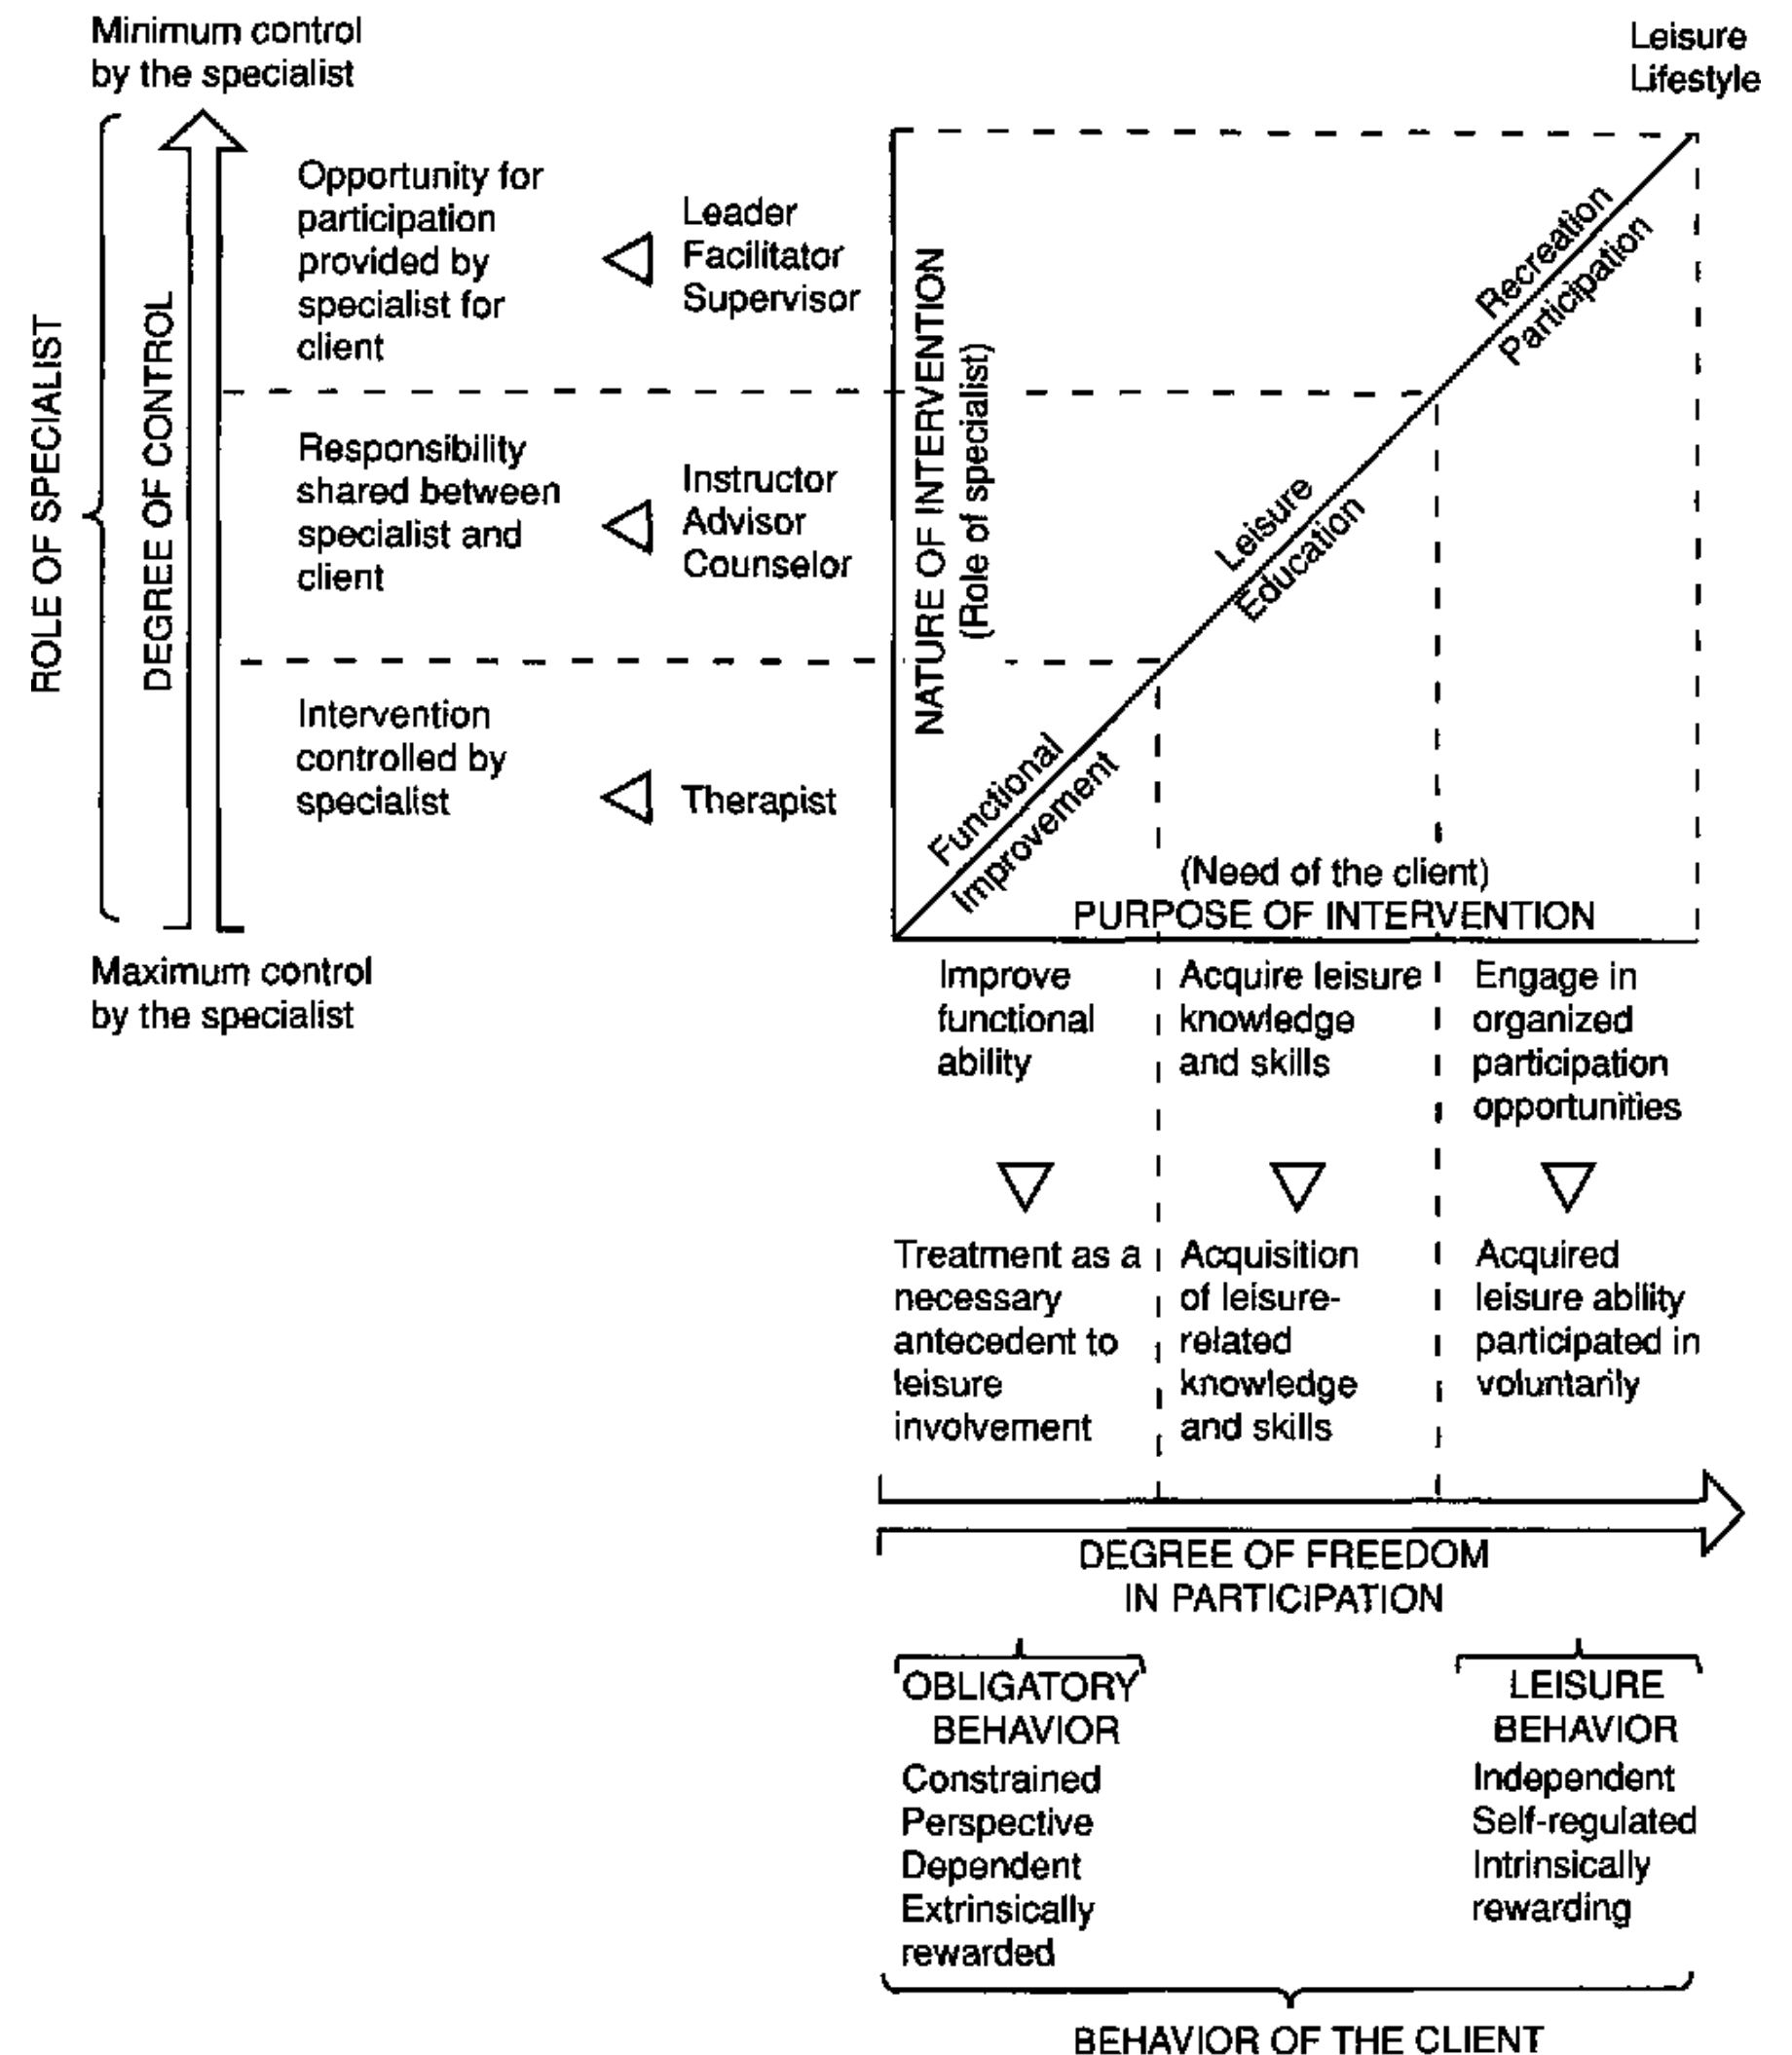 Minimum control
by the specialist
Leisure
Lifestyle
ROLE OF SPECIALIST
DEGREE OF CONTROL
Opportunity for
participation
provided by
specialist for
client
Leader
Facilitator
Supervisor
Responsibility
shared between
specialist and
client
Instructor
Advisor
Counselor
Intervention
controlled by
specialist
Therapist
Maximum control
by the specialist
NATURE OF INTERVENTION
(Role of specialist)
Functional
Improvement
Leisure
Education
Recreation
Participation
(Need of the client)
PURPOSE OF INTERVENTION
Improve
functional
ability
Acquire leisure
knowledge
and skills
Engage in
organized
participation
opportunities
Treatment as a
necessary
antecedent to
leisure
involvement
Acquisition
of leisure-
related
knowledge
and skills
Acquired
leisure ability
participated in
voluntarily
DEGREE OF FREEDOM
IN PARTICIPATION
OBLIGATORY
BEHAVIOR
Constrained
Perspective
Dependent
Extrinsically
rewarded
LEISURE
BEHAVIOR
Independent
Self-regulated
Intrinsically
rewarding
BEHAVIOR OF THE CLIENT